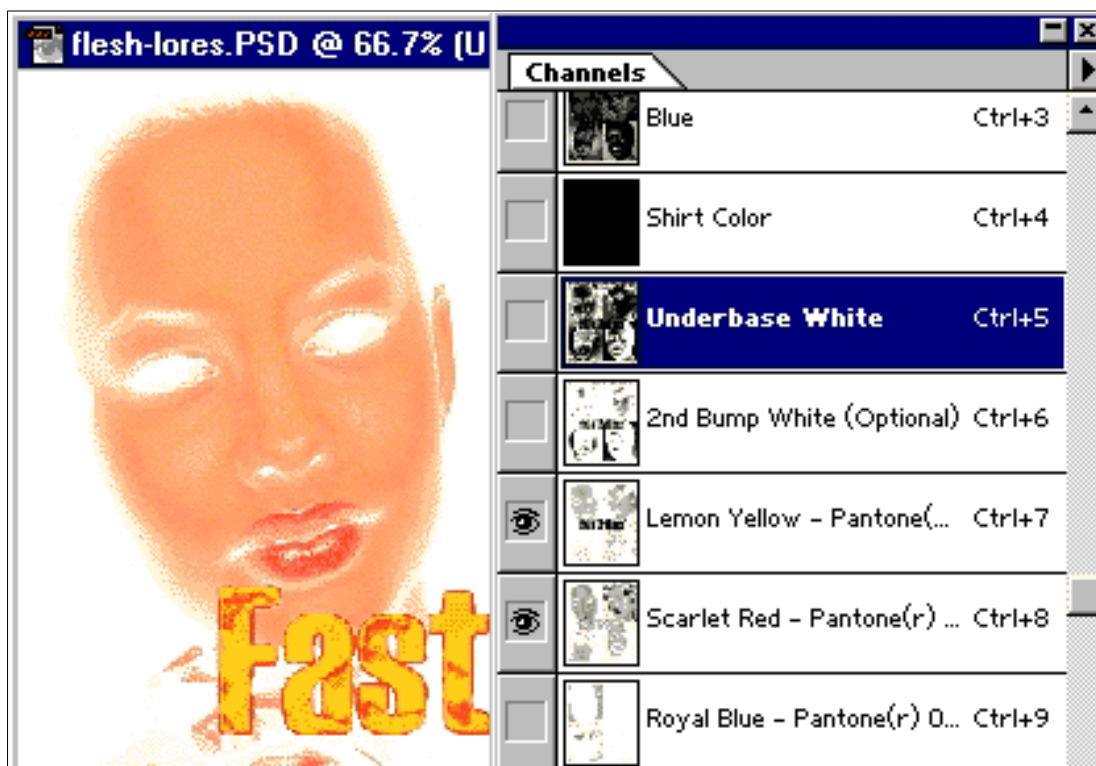 flesh-lores.PSD @ 66.7% (U
Channels
Blue Ctrl+3
Shirt Color Ctrl+4
Underbase White Ctrl+5
2nd Bump White (Optional) Ctrl+6
Lemon Yellow - Pantone(... Ctrl+7
Scarlet Red - Pantone(r) ... Ctrl+8
Royal Blue - Pantone(r) 0... Ctrl+9
Fast